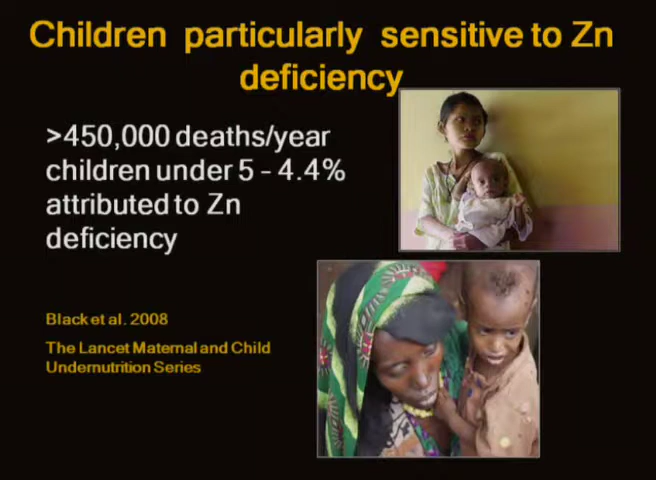 Children particularly sensitive to Zn
deficiency
>450,000 deaths/year
children under 5 - 4.4%
attributed to Zn
deficiency
Black et al. 2008
The Lancet Maternal and Child
Undernutrition Series